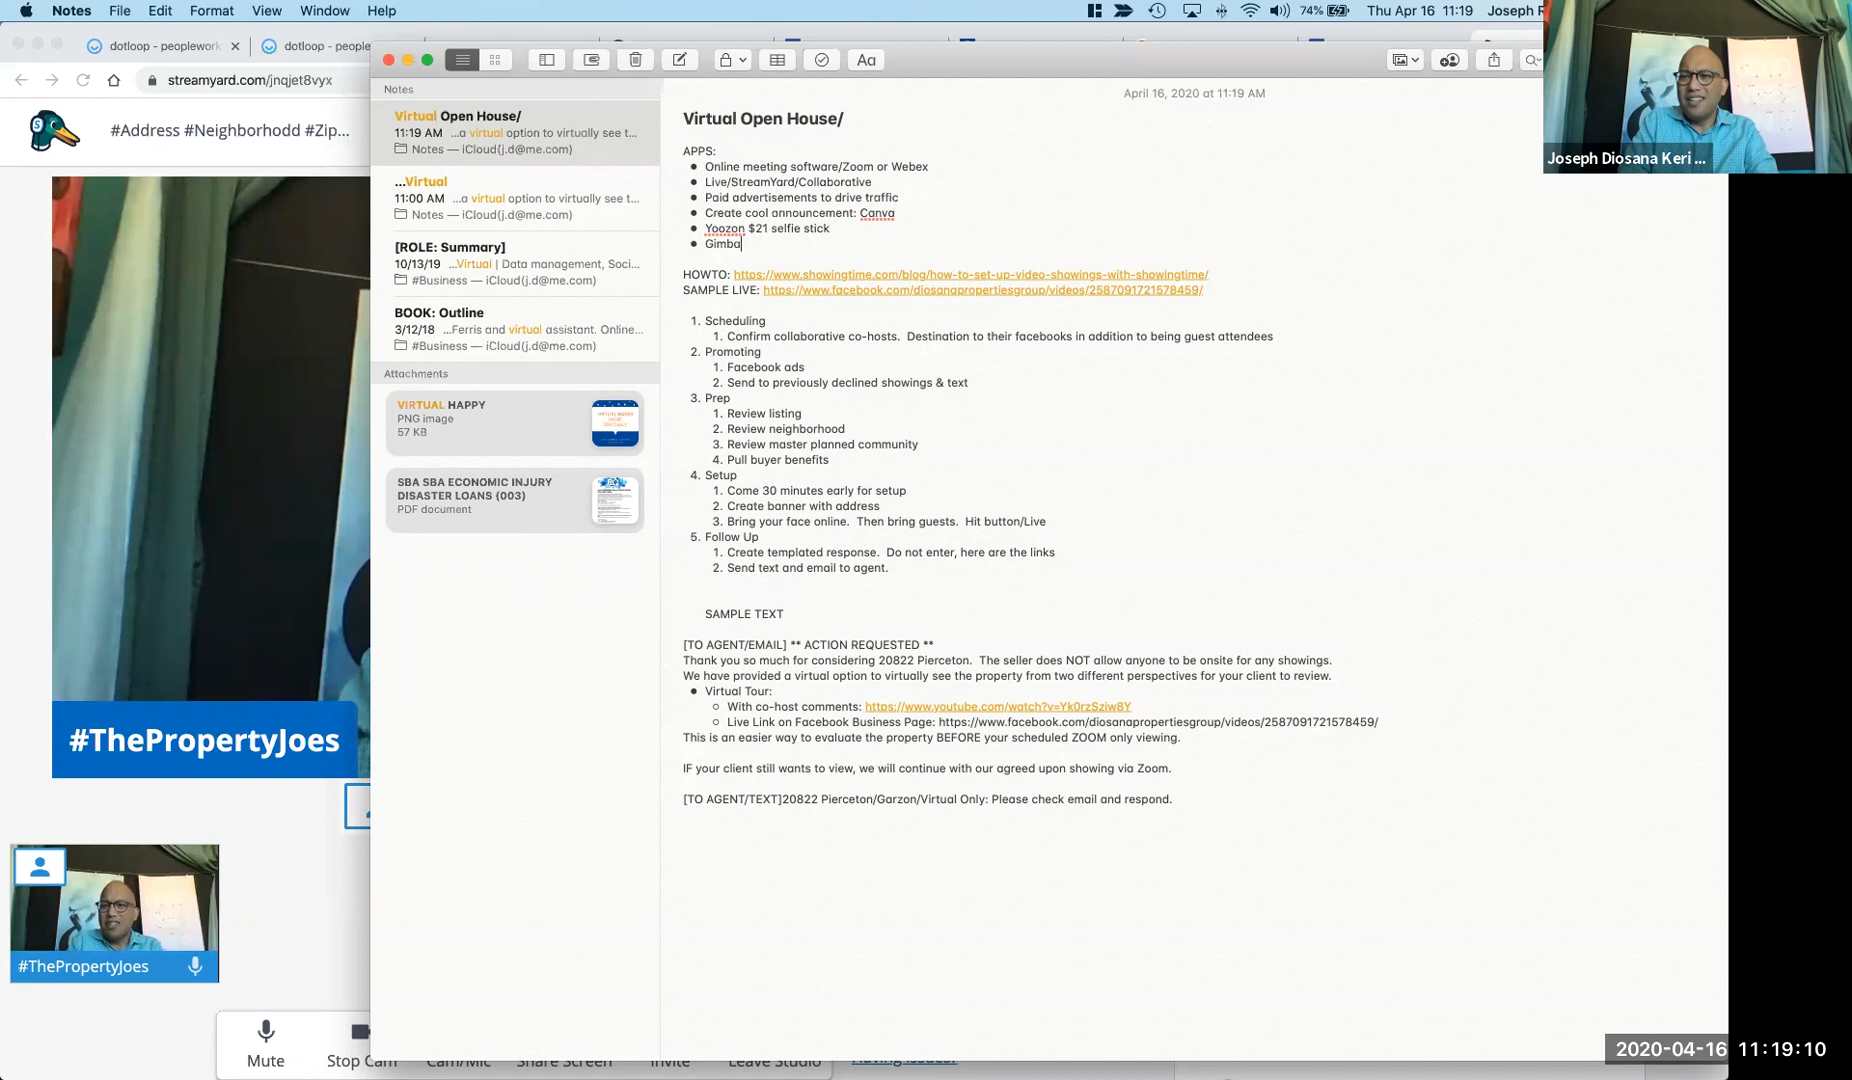 Notes File Edit Format View Window Help 74% Thu Apr 16 11:19 Joseph R
dotloop - peoplework
dotloop - people
streamyard.com/jnqjet8vyx
#Address #Neighborhodd #Zip...
#ThePropertyJoes
#ThePropertyJoes
Mute
Stop Cam
Cam/Mic
Share Screen
Invite
Leave Studio
Having issues?
Notes
Virtual Open House/
11:19 AM ...a virtual option to virtually see t...
Notes — iCloud(j.d@me.com)
...Virtual
11:00 AM ...a virtual option to virtually see t...
Notes — iCloud(j.d@me.com)
[ROLE: Summary]
10/13/19 ...Virtual | Data management, Soci...
#Business — iCloud(j.d@me.com)
BOOK: Outline
3/12/18 ...Ferris and virtual assistant. Online...
#Business — iCloud(j.d@me.com)
Attachments
VIRTUAL HAPPY
PNG image
57 KB
SBA SBA ECONOMIC INJURY
DISASTER LOANS (003)
PDF document
Aa
April 16, 2020 at 11:19 AM
Virtual Open House/
APPS:
• Online meeting software/Zoom or Webex
• Live/StreamYard/Collaborative
• Paid advertisements to drive traffic
• Create cool announcement: Canva
• Yoozon $21 selfie stick
• Gimba
HOWTO: https://www.showingtime.com/blog/how-to-set-up-video-showings-with-showingtime/
SAMPLE LIVE: https://www.facebook.com/diosanapropertiesgroup/videos/2587091721578459/
1. Scheduling
1. Confirm collaborative co-hosts. Destination to their facebooks in addition to being guest attendees
2. Promoting
1. Facebook ads
2. Send to previously declined showings & text
3. Prep
1. Review listing
2. Review neighborhood
3. Review master planned community
4. Pull buyer benefits
4. Setup
1. Come 30 minutes early for setup
2. Create banner with address
3. Bring your face online. Then bring guests. Hit button/Live
5. Follow Up
1. Create templated response. Do not enter, here are the links
2. Send text and email to agent.
SAMPLE TEXT
[TO AGENT/EMAIL] ** ACTION REQUESTED **
Thank you so much for considering 20822 Pierceton. The seller does NOT allow anyone to be onsite for any showings.
We have provided a virtual option to virtually see the property from two different perspectives for your client to review.
• Virtual Tour:
○ With co-host comments: https://www.youtube.com/watch?v=Yk0rzSziw8Y
○ Live Link on Facebook Business Page: https://www.facebook.com/diosanapropertiesgroup/videos/2587091721578459/
This is an easier way to evaluate the property BEFORE your scheduled ZOOM only viewing.
IF your client still wants to view, we will continue with our agreed upon showing via Zoom.
[TO AGENT/TEXT]20822 Pierceton/Garzon/Virtual Only: Please check email and respond.
Joseph Diosana Keri ...
2020-04-16 11:19:10